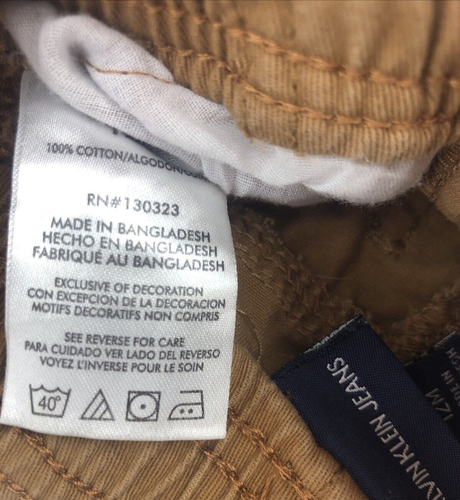 100% COTTON/ALGODON
RN#130323
MADE IN BANGLADESH
HECHO EN BANGLADESH
FABRIQUÉ AU BANGLADESH
EXCLUSIVE OF DECORATION
CON EXCEPCION DE LA DECORACION
MOTIFS DECORATIFS NON COMPRIS
SEE REVERSE FOR CARE
PARA CUIDADO VER LADO DEL REVERSO
VOYEZ L'INVERSE POUR LE SOIN
40°
LVIN KLEIN JEANS
12M